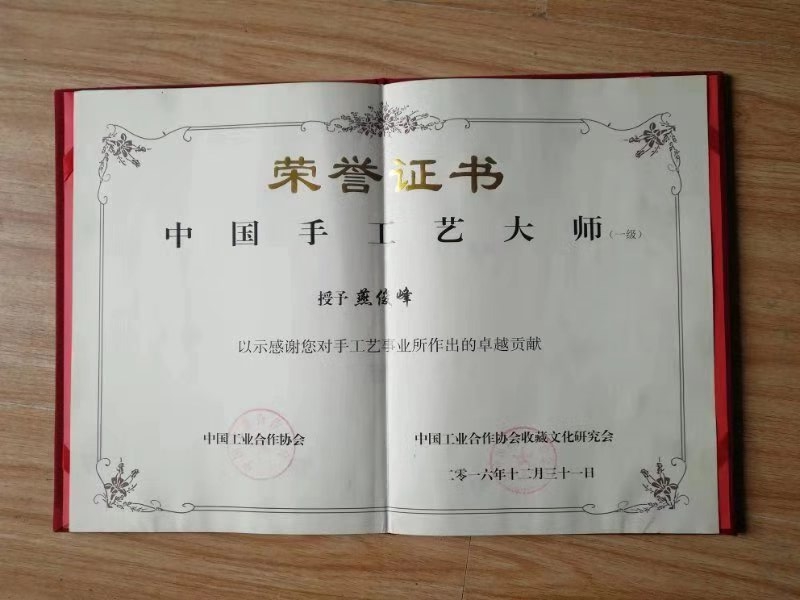 荣誉证书
中国手工艺大师（一级）
授予 燕俊峰
以示感谢您对手工艺事业所作出的卓越贡献
中国工业合作协会 中国工业合作协会收藏文化研究会
二零一六年十二月三十一日